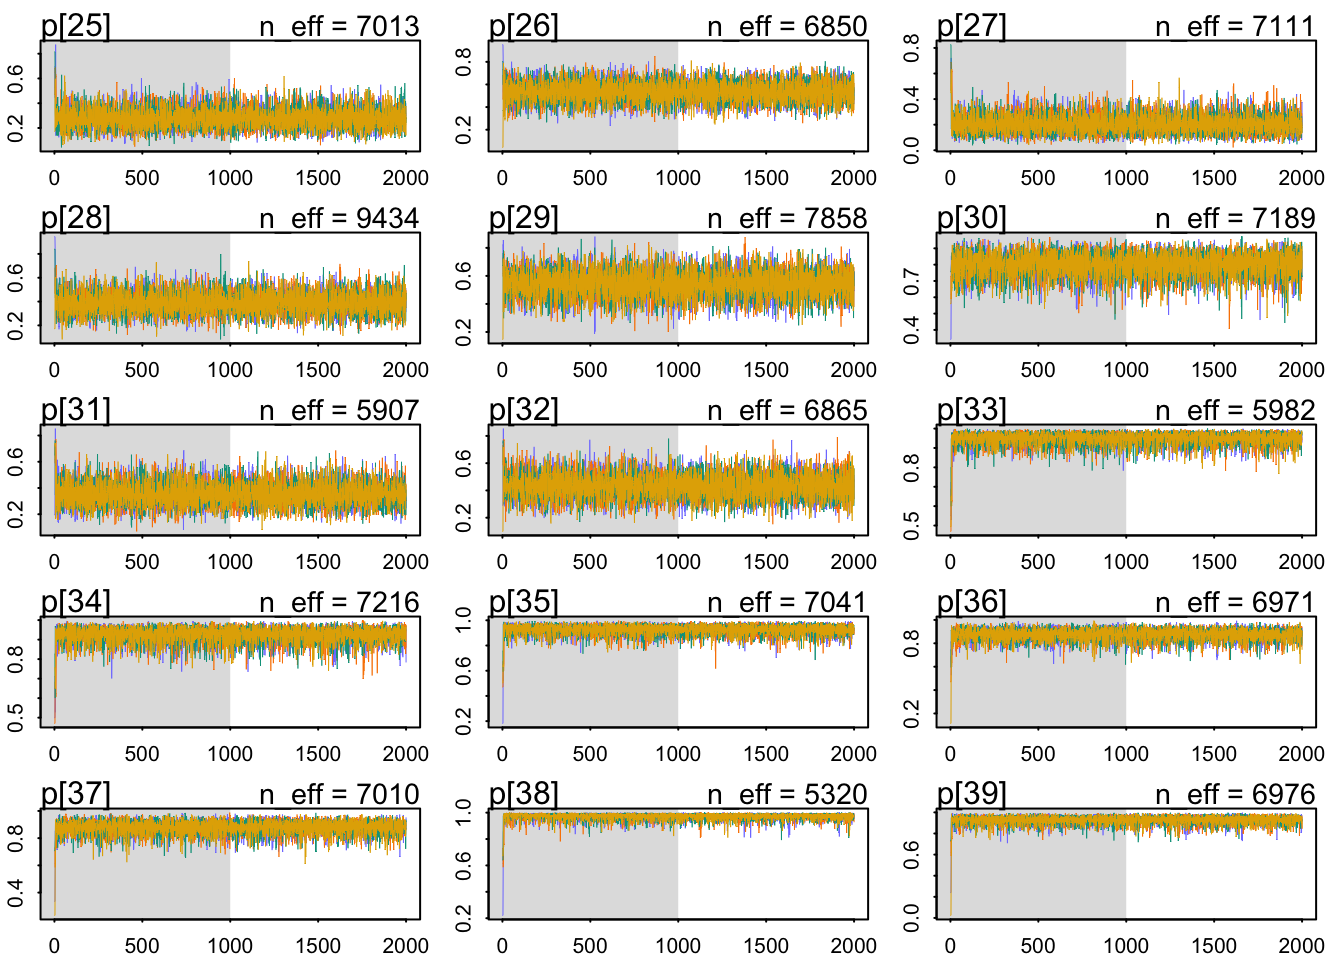 p[25] n_eff = 7013 p[26] n_eff = 6850 p[27] n_eff = 7111
0.2 0.6 0.2 0.8 0.0 0.4 0.8
0 500 1000 1500 2000 0 500 1000 1500 2000 0 500 1000 1500 2000
p[28] n_eff = 9434 p[29] n_eff = 7858 p[30] n_eff = 7189
0.2 0.6 0.2 0.6 0.4 0.7
0 500 1000 1500 2000 0 500 1000 1500 2000 0 500 1000 1500 2000
p[31] n_eff = 5907 p[32] n_eff = 6865 p[33] n_eff = 5982
0.2 0.6 0.2 0.6 0.5 0.8
0 500 1000 1500 2000 0 500 1000 1500 2000 0 500 1000 1500 2000
p[34] n_eff = 7216 p[35] n_eff = 7041 p[36] n_eff = 6971
0.5 0.8 0.2 0.6 1.0 0.2 0.8
0 500 1000 1500 2000 0 500 1000 1500 2000 0 500 1000 1500 2000
p[37] n_eff = 7010 p[38] n_eff = 5320 p[39] n_eff = 6976
0.4 0.8 0.2 0.6 1.0 0.0 0.6
0 500 1000 1500 2000 0 500 1000 1500 2000 0 500 1000 1500 2000